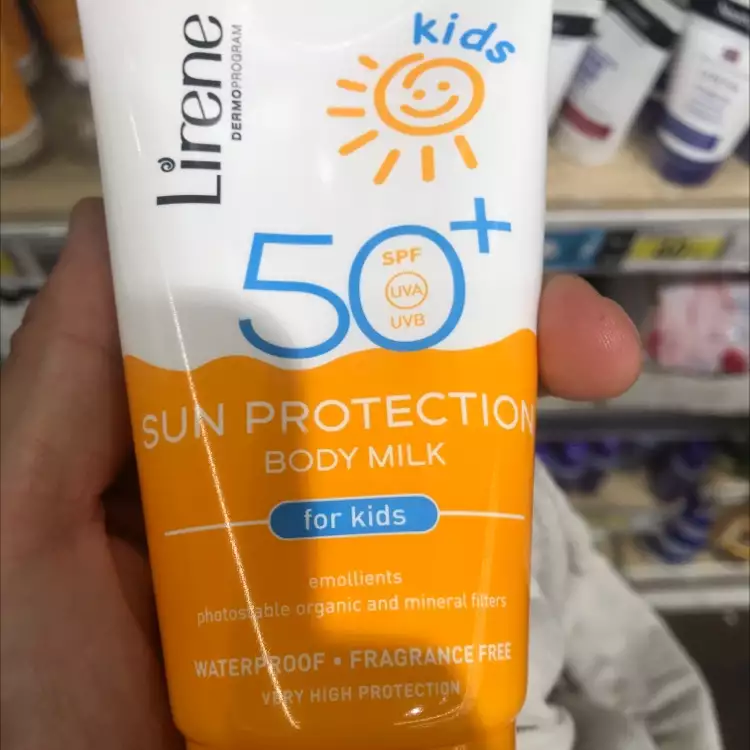 Lirene
DERMOPROGRAM
kids
50+
SPF
UVA
UVB
SUN PROTECTION
BODY MILK
for kids
emollients
photostable organic and mineral filters
WATERPROOF • FRAGRANCE FREE
VERY HIGH PROTECTION